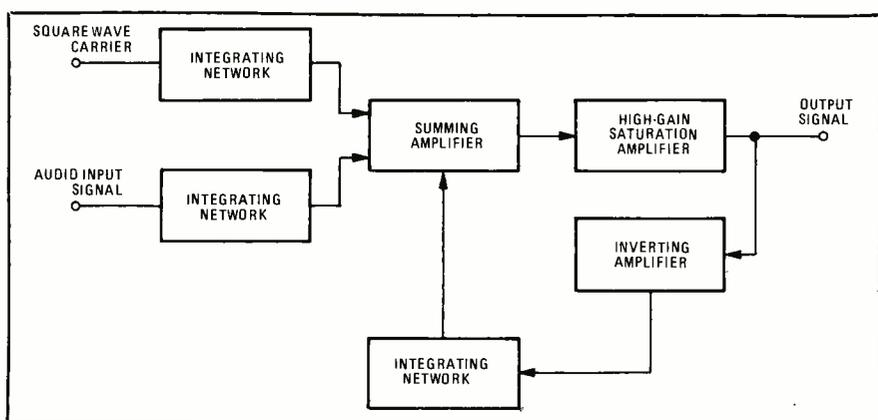 SQUARE WAVE
CARRIER
INTEGRATING
NETWORK
SUMMING
AMPLIFIER
HIGH-GAIN
SATURATION
AMPLIFIER
OUTPUT
SIGNAL
AUDIO INPUT
SIGNAL
INTEGRATING
NETWORK
INVERTING
AMPLIFIER
INTEGRATING
NETWORK